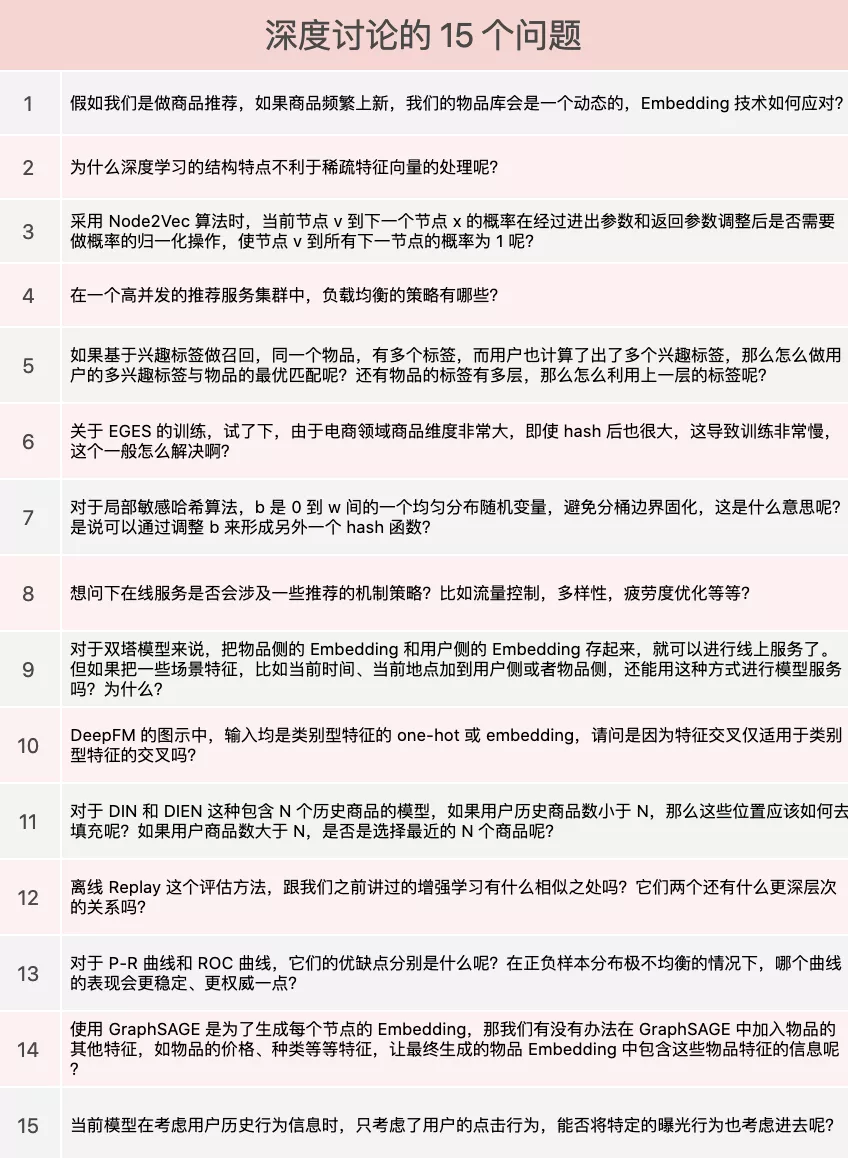 深度讨论的 15 个问题
1
假如我们是做商品推荐，如果商品频繁上新，我们的物品库会是一个动态的，Embedding 技术如何应对？
2
为什么深度学习的结构特点不利于稀疏特征向量的处理呢？
3
采用 Node2Vec 算法时，当前节点 v 到下一个节点 x 的概率在经过进出参数和返回参数调整后是否需要
做概率的归一化操作，使节点 v 到所有下一节点的概率为 1 呢？
4
在一个高并发的推荐服务集群中，负载均衡的策略有哪些？
5
如果基于兴趣标签做召回，同一个物品，有多个标签，而用户也计算了出了多个兴趣标签，那么怎么做用
户的多兴趣标签与物品的最优匹配呢？还有物品的标签有多层，那么怎么利用上一层的标签呢？
6
关于 EGES 的训练，试了下，由于电商领域商品维度非常大，即使 hash 后也很大，这导致训练非常慢，
这个一般怎么解决啊？
7
对于局部敏感哈希算法，b 是 0 到 w 间的一个均匀分布随机变量，避免分桶边界固化，这是什么意思呢？
是说可以通过调整 b 来形成另外一个 hash 函数？
8
想问下在线服务是否会涉及一些推荐的机制策略？比如流量控制，多样性，疲劳度优化等等？
9
对于双塔模型来说，把物品侧的 Embedding 和用户侧的 Embedding 存起来，就可以进行线上服务了。
但如果把一些场景特征，比如当前时间、当前地点加到用户侧或者物品侧，还能用这种方式进行模型服务
吗？为什么？
10
DeepFM 的图示中，输入均是类别型特征的 one-hot 或 embedding，请问是因为特征交叉仅适用于类别
型特征的交叉吗？
11
对于 DIN 和 DIEN 这种包含 N 个历史商品的模型，如果用户历史商品数小于 N，那么这些位置应该如何去
填充呢？如果用户商品数大于 N，是否是选择最近的 N 个商品呢？
12
离线 Replay 这个评估方法，跟我们之前讲过的增强学习有什么相似之处吗？它们两个还有什么更深层次
的关系吗？
13
对于 P-R 曲线和 ROC 曲线，它们的优缺点分别是什么呢？在正负样本分布极不均衡的情况下，哪个曲线
的表现会更稳定、更权威一点？
14
使用 GraphSAGE 是为了生成每个节点的 Embedding，那我们有没有办法在 GraphSAGE 中加入物品的
其他特征，如物品的价格、种类等等特征，让最终生成的物品 Embedding 中包含这些物品特征的信息呢
？
15
当前模型在考虑用户历史行为信息时，只考虑了用户的点击行为，能否将特定的曝光行为也考虑进去呢？